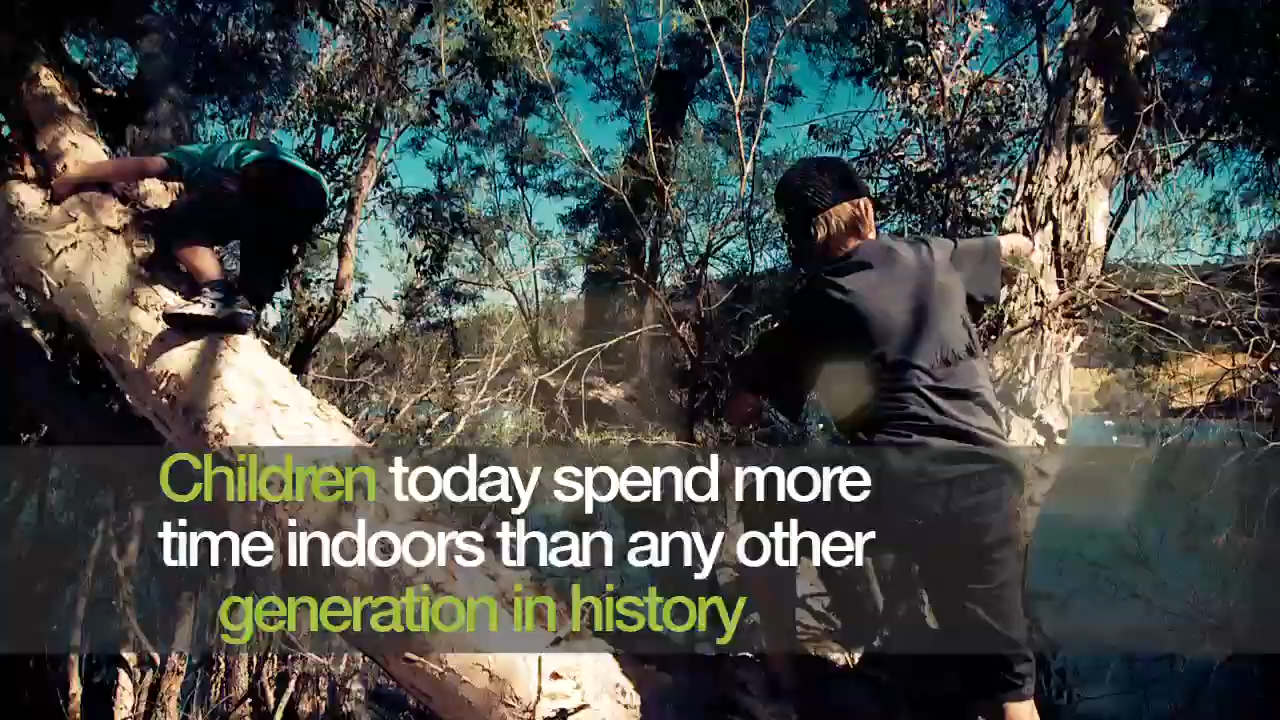 Children today spend more
time indoors than any other
generation in history